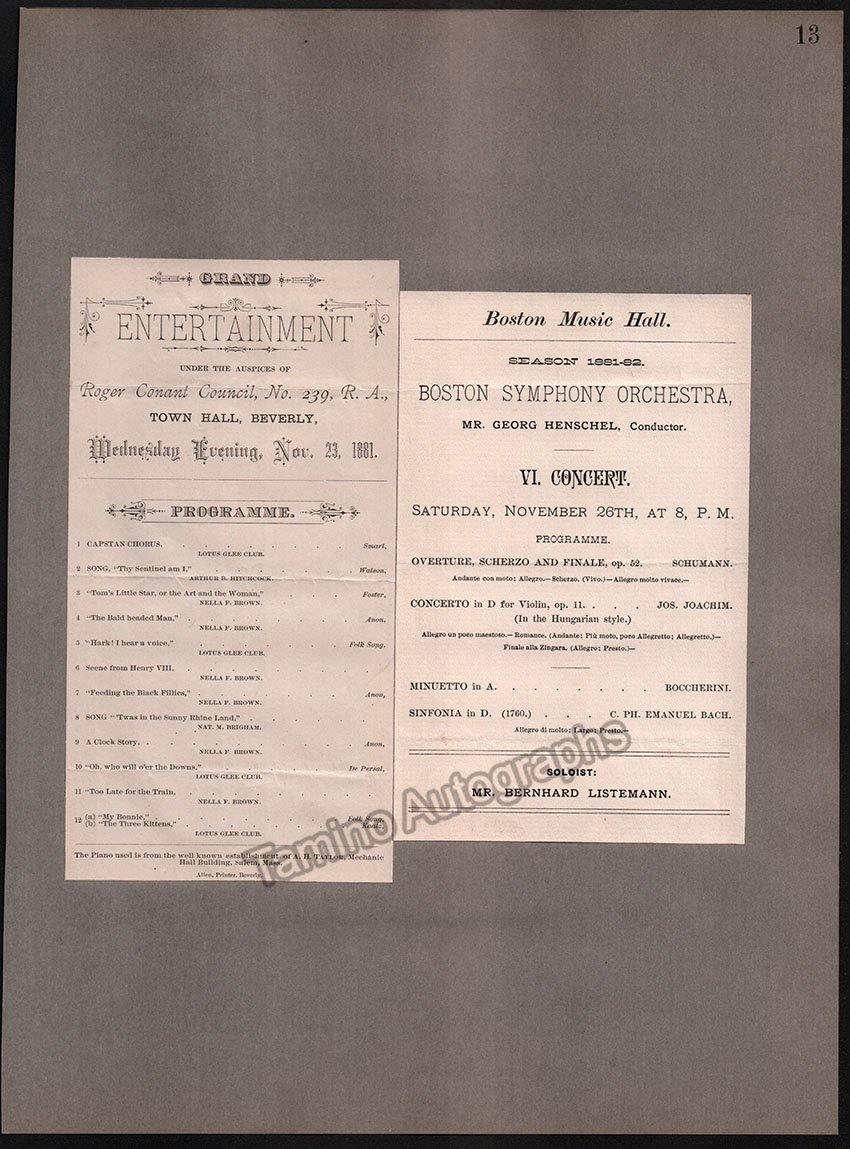 13
GRAND
ENTERTAINMENT
UNDER THE AUSPICES OF
Roger Conant Council, No. 239, R. A.,
TOWN HALL, BEVERLY,
Wednesday Evening, Nov. 23, 1881.
PROGRAMME.
1 CAPSTAN CHORUS, . . . . . . Smart,
LOTUS GLEE CLUB.
2 SONG, "Thy Sentinel am I," . . . . . Watson,
ARTHUR B. HITCHCOCK.
3 "Tom's Little Star, or the Art and the Woman," . . . Foster,
NELLA F. BROWN.
4 "The Bald headed Man," . . . . . Anon,
NELLA F. BROWN.
5 "Hark! I hear a voice," . . . . . Folk Song,
LOTUS GLEE CLUB.
6 Scene from Henry VIII, . . . . .
NELLA F. BROWN.
7 "Feeding the Black Fillies," . . . . . Anon,
NELLA F. BROWN.
8 SONG "'Twas in the Sunny Rhine Land," . . . .
NAT. M. BRIGHAM.
9 A Clock Story, . . . . . . Anon,
NELLA F. BROWN.
10 "Oh, who will o'er the Downs," . . . . De Persal,
LOTUS GLEE CLUB.
11 "Too Late for the Train, . . . . .
NELLA F. BROWN.
12 (a) "My Bonnie," . . . . . Folk Song,
(b) "The Three Kittens,"
LOTUS GLEE CLUB.
The Piano used is from the well known establishment of A. H. TAYLOR, Mechanic
Hall Building, Salem, Mass.
Allen, Printer, Beverly.
Boston Music Hall.
SEASON 1881-82.
BOSTON SYMPHONY ORCHESTRA,
MR. GEORG HENSCHEL, Conductor.
VI. CONCERT.
SATURDAY, NOVEMBER 26TH, AT 8, P. M.
PROGRAMME.
OVERTURE, SCHERZO AND FINALE, op. 52. SCHUMANN.
Andante con moto; Allegro.— Scherzo. (Vivo.)—Allegro molto vivace.—
CONCERTO in D for Violin, op. 11. . . . JOS. JOACHIM.
(In the Hungarian style.)
Allegro un poco maestoso.— Romance. (Andante; Più moto, poco Allegretto; Allegretto.)—
Finale alla Zingara. (Allegro; Presto.)—
MINUETTO in A. . . . . . . BOCCHERINI.
SINFONIA in D. (1760.) . . . C. PH. EMANUEL BACH.
Allegro di molto; Largo; Presto.—
SOLOIST:
MR. BERNHARD LISTEMANN.
Tamino Autographs